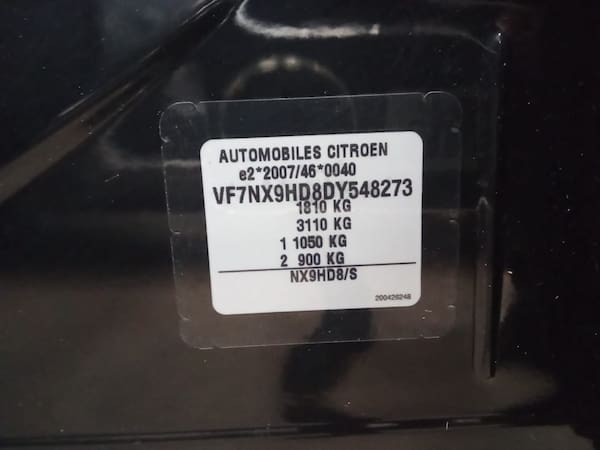 AUTOMOBILES CITROEN
e2*2007/46*0040
VF7NX9HD8DY548273
1810 KG
3110 KG
1 1050 KG
2 900 KG
NX9HD8/S
200426248